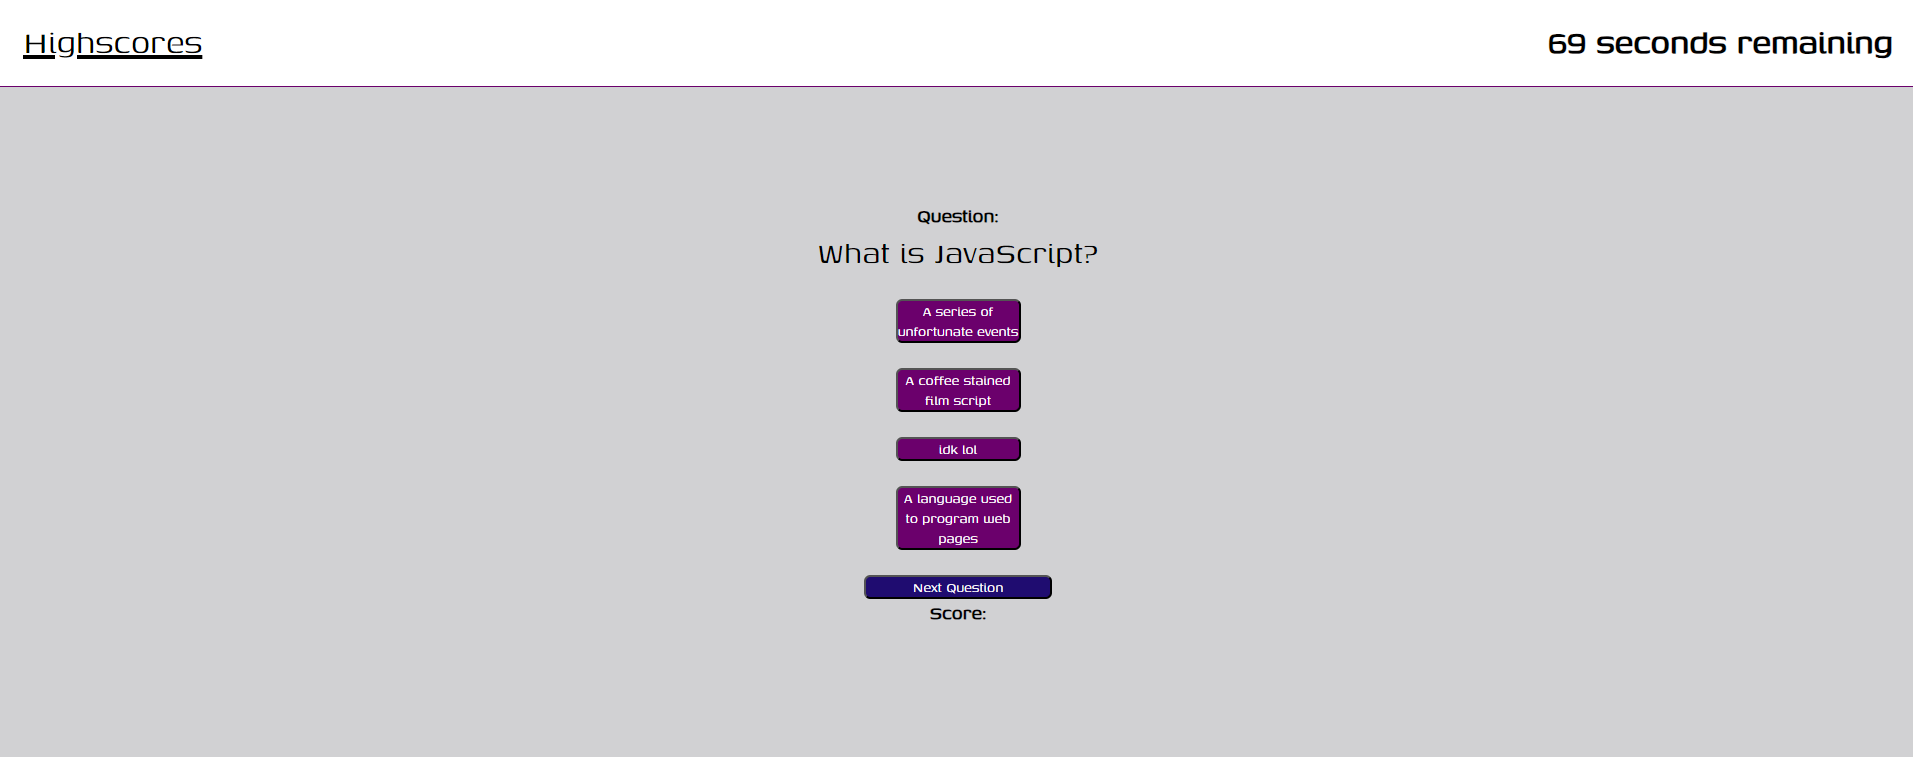 Highscores
69 seconds remaining
Question:
What is JavaScript?
A series of
unfortunate events
A coffee stained
film script
idk lol
A language used
to program web
pages
Next Question
Score: